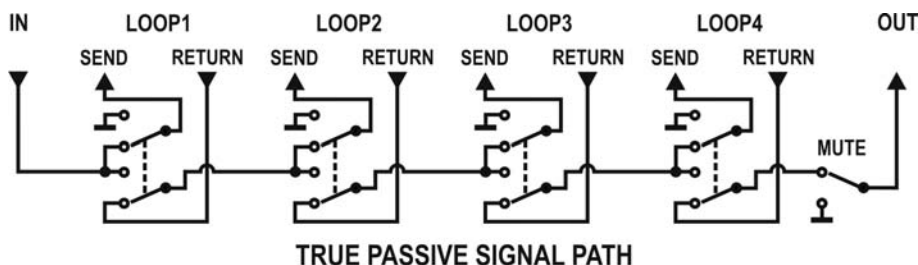 IN LOOP1 LOOP2 LOOP3 LOOP4 OUT
SEND RETURN SEND RETURN SEND RETURN SEND RETURN
MUTE
TRUE PASSIVE SIGNAL PATH